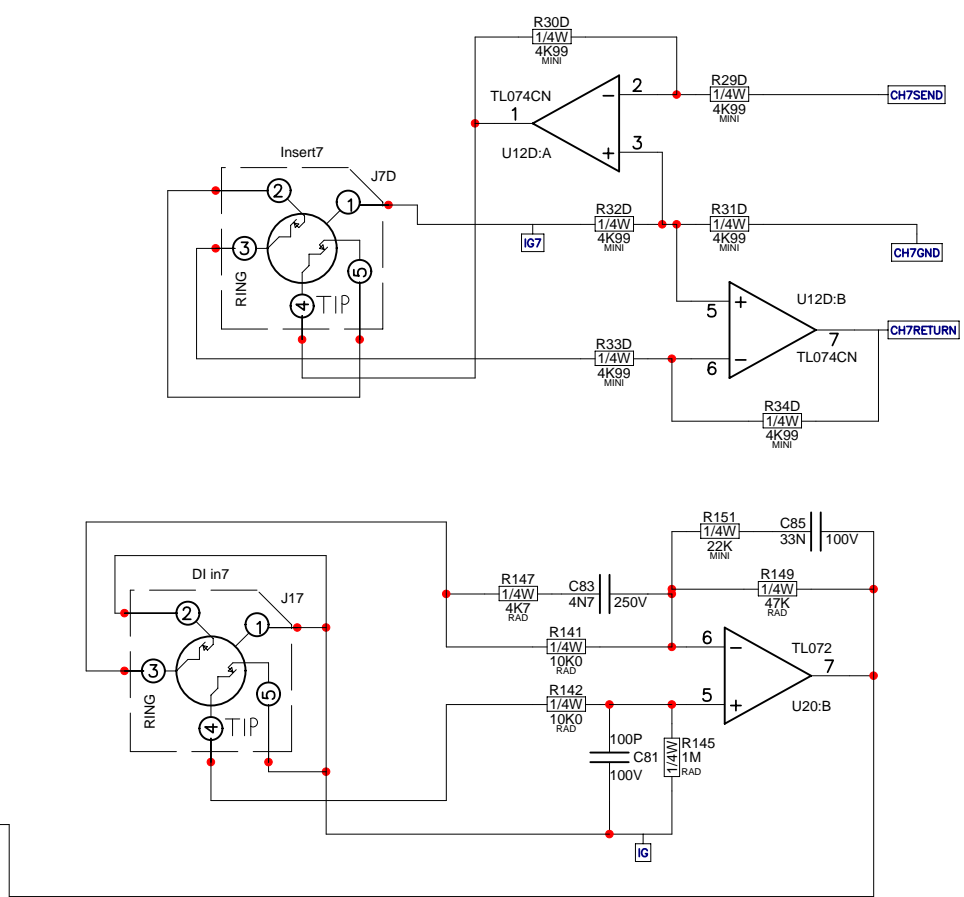 R30D
1/4W
4K99
MINI
TL074CN
1
2
3
U12D:A
R29D
1/4W
4K99
MINI
CH7SEND
Insert7
J7D
2
1
3
5
4
RING
TIP
R32D
1/4W
4K99
MINI
IG7
R31D
1/4W
4K99
MINI
CH7GND
U12D:B
5
6
7
TL074CN
CH7RETURN
R33D
1/4W
4K99
MINI
R34D
1/4W
4K99
MINI
R151
1/4W
22K
MINI
C85
33N
100V
DI in7
J17
2
1
3
5
4
RING
TIP
R147
1/4W
4K7
RAD
C83
4N7
250V
R149
1/4W
47K
RAD
R141
1/4W
10K0
RAD
6
5
7
TL072
U20:B
R142
1/4W
10K0
RAD
100P
C81
100V
1/4W
R145
1M
RAD
IG